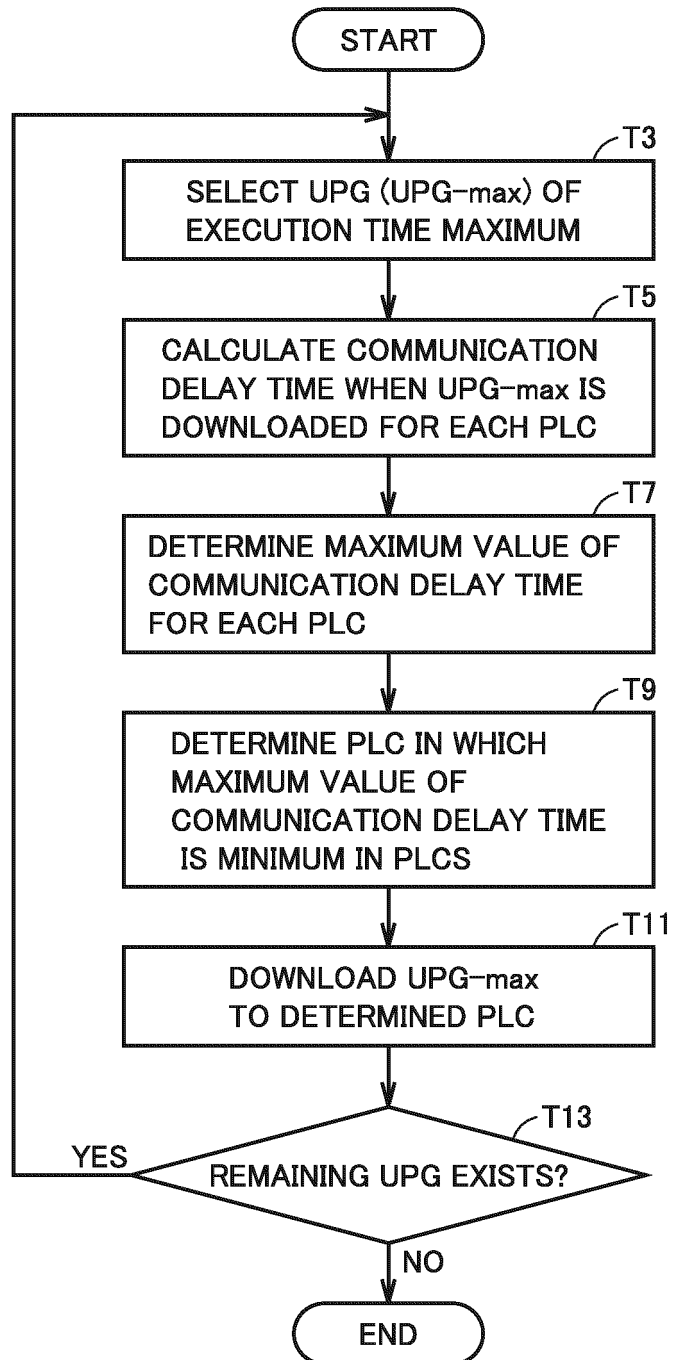 START
T3
SELECT UPG (UPG-max) OF
EXECUTION TIME MAXIMUM
T5
CALCULATE COMMUNICATION
DELAY TIME WHEN UPG-max IS
DOWNLOADED FOR EACH PLC
T7
DETERMINE MAXIMUM VALUE OF
COMMUNICATION DELAY TIME
FOR EACH PLC
T9
DETERMINE PLC IN WHICH
MAXIMUM VALUE OF
COMMUNICATION DELAY TIME
IS MINIMUM IN PLCS
T11
DOWNLOAD UPG-max
TO DETERMINED PLC
T13
YES
REMAINING UPG EXISTS?
NO
END